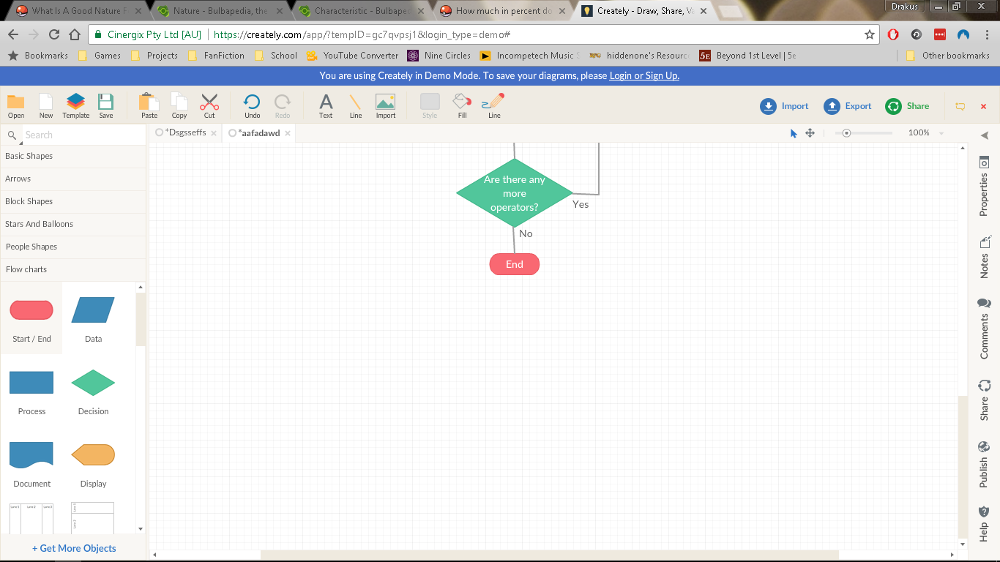 What Is A Good Nature F
Nature - Bulbapedia, the
Characteristic - Bulbaped
How much in percent do
Creately - Draw, Share, Va
Drakus
Cinergix Pty Ltd [AU]
https://creately.com/app/?tempID=gc7qvpsj1&login_type=demo#
Bookmarks
Games
Projects
FanFiction
School
YouTube Converter
Nine Circles
Incompetech Music S
hiddenone's Resourc
5E
Beyond 1st Level | 5e
Other bookmarks
You are using Creately in Demo Mode. To save your diagrams, please Login or Sign Up.
Open
New
Template
Save
Paste
Copy
Cut
Undo
Redo
Text
Line
Import
Style
Fill
Line
Import
Export
Share
Search
*Dsgsseffs
*aafadawd
100%
Basic Shapes
Arrows
Block Shapes
Stars And Balloons
People Shapes
Flow charts
Start / End
Data
Process
Decision
Document
Display
+ Get More Objects
Are there any
more
operators?
Yes
No
End
Properties
Notes
Comments
Share
Publish
Help